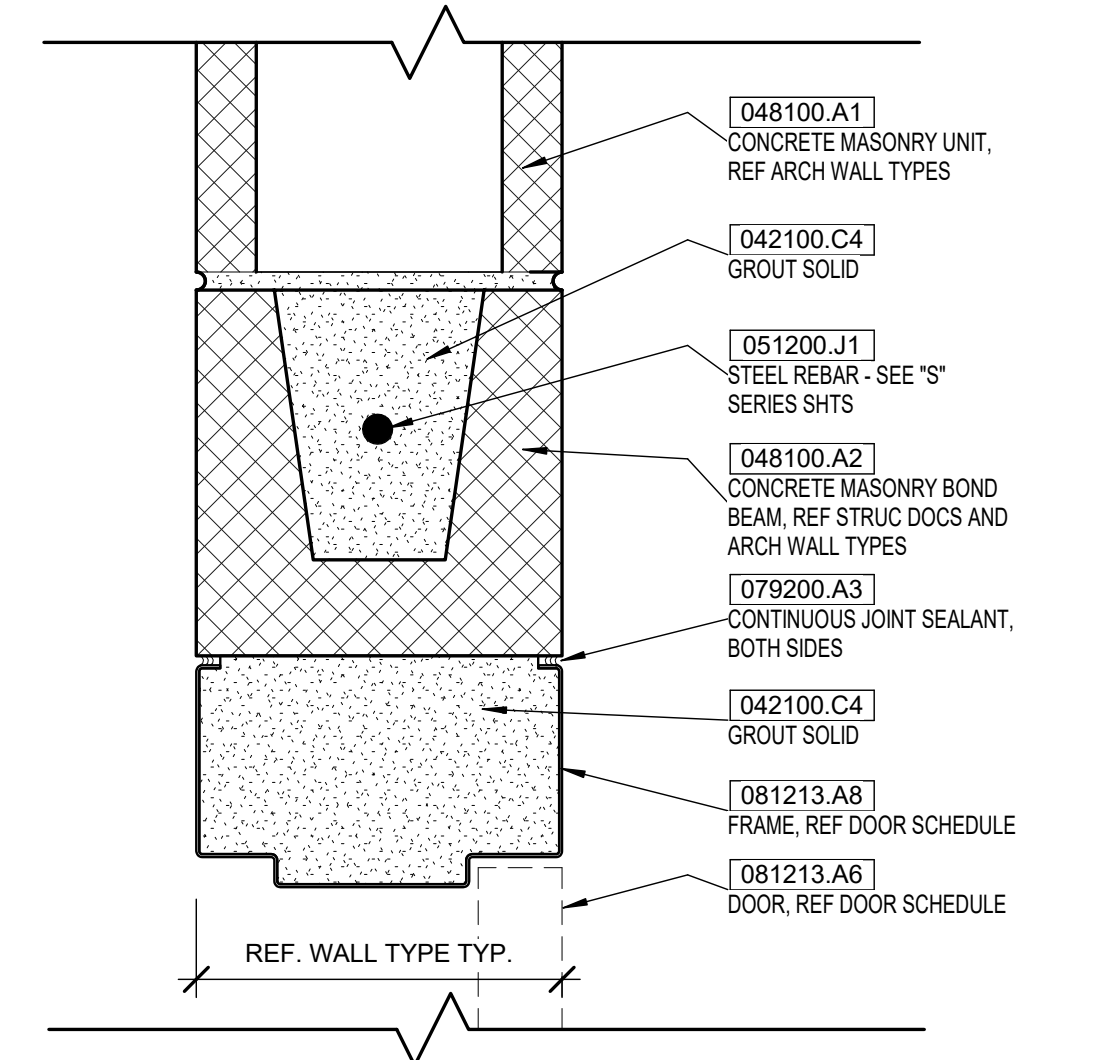 048100.A1
CONCRETE MASONRY UNIT,
REF ARCH WALL TYPES
042100.C4
GROUT SOLID
051200.J1
STEEL REBAR - SEE "S"
SERIES SHTS
048100.A2
CONCRETE MASONRY BOND
BEAM, REF STRUC DOCS AND
ARCH WALL TYPES
079200.A3
CONTINUOUS JOINT SEALANT,
BOTH SIDES
042100.C4
GROUT SOLID
081213.A8
FRAME, REF DOOR SCHEDULE
081213.A6
DOOR, REF DOOR SCHEDULE
REF. WALL TYPE TYP.